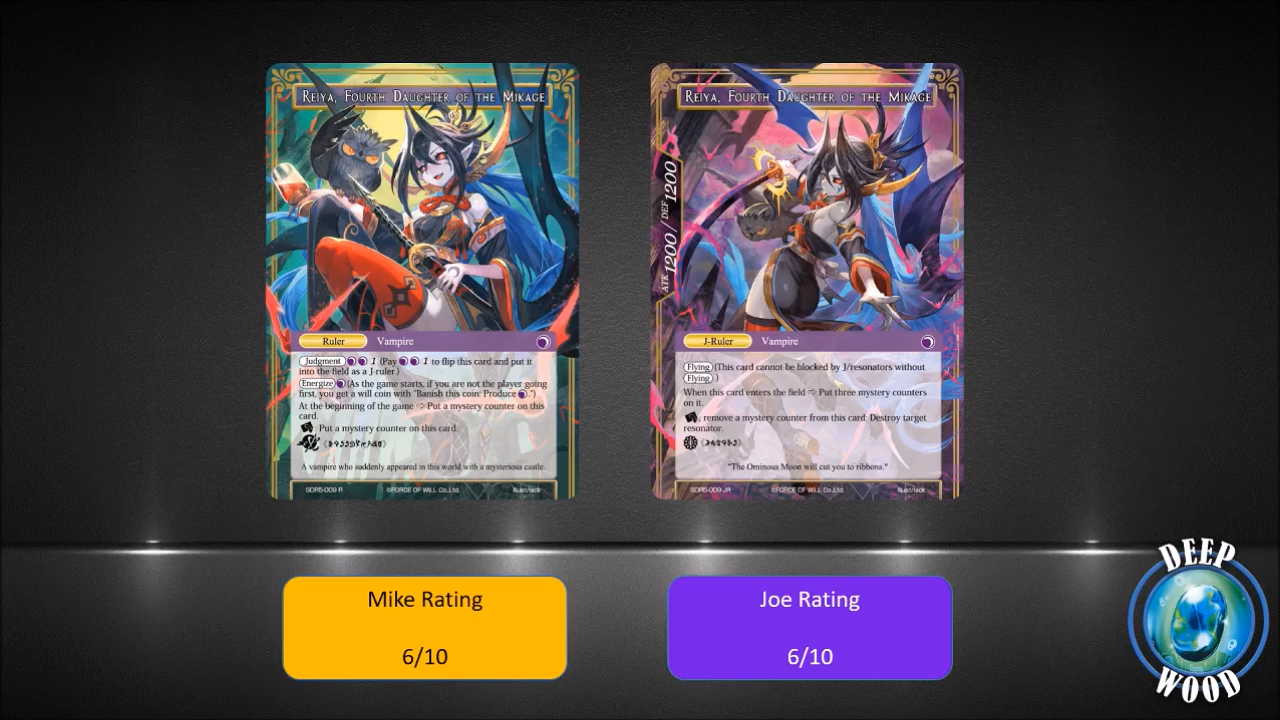 REIYA, FOURTH DAUGHTER OF THE MIKAGE
Ruler Vampire
Judgment 1 (Pay 1 to flip this card and put it
into the field as a J-ruler.)
Energize (As the game starts, if you are not the player going
first, you get a will coin with "Banish this coin: Produce .")
At the beginning of the game ⇨ Put a mystery counter on this
card.
: Put a mystery counter on this card.
A vampire who suddenly appeared in this world with a mysterious castle.
©FORCE OF WILL Co.,Ltd.
REIYA, FOURTH DAUGHTER OF THE MIKAGE
ATK 1200 / DEF 1200
J-Ruler Vampire
Flying (This card cannot be blocked by J/resonators without
Flying.)
When this card enters the field ⇨ Put three mystery counters
on it.
, remove a mystery counter from this card: Destroy target
resonator.
"The Ominous Moon will cut you to ribbons."
©FORCE OF WILL Co.,Ltd.
Mike Rating
6/10
Joe Rating
6/10
DEEP
WOOD